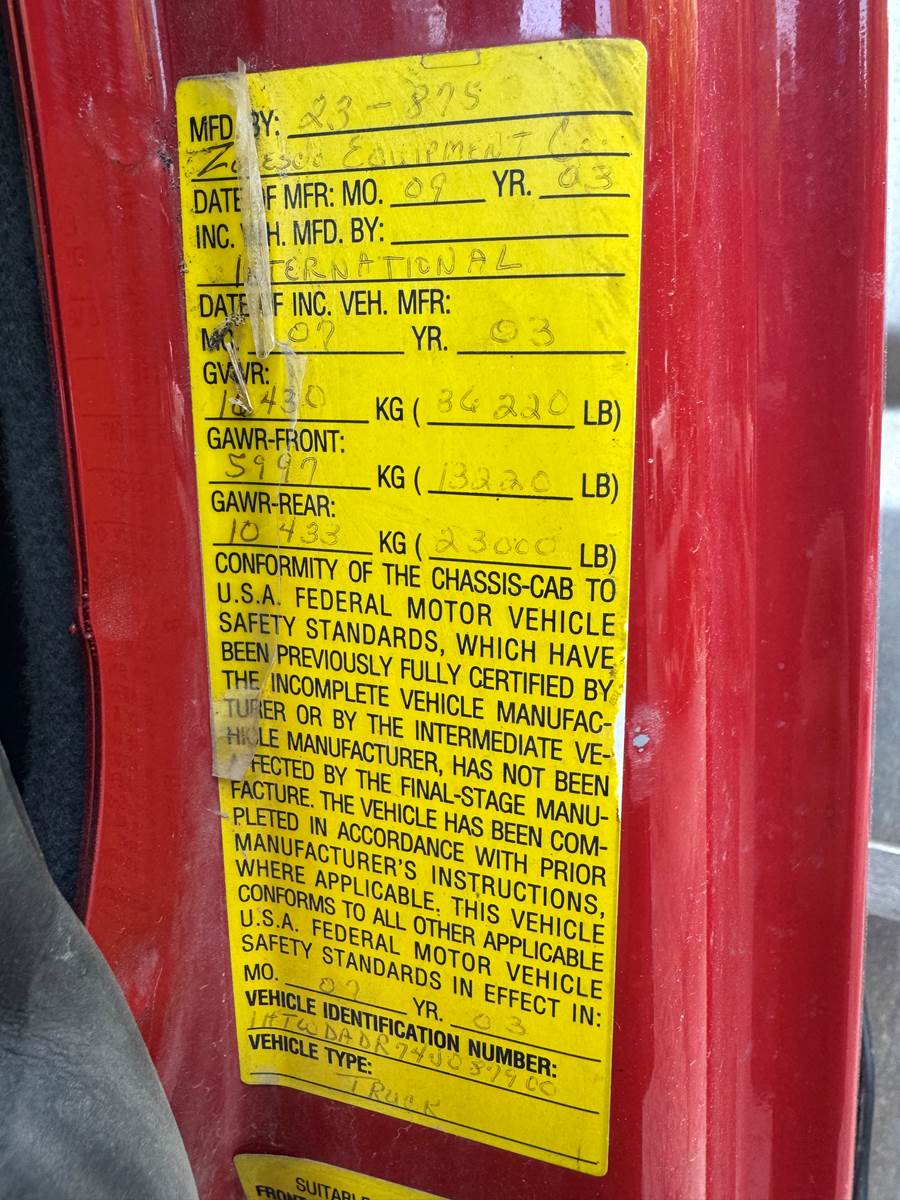 MFD. BY: 23-875
EQUIPMENT Co.
DATE OF MFR: MO. 09 YR. 03
INC. VEH. MFD. BY:
INTERNATIONAL
DATE OF INC. VEH. MFR:
MO. 07 YR. 03
GVWR:
16430 KG ( 36220 LB)
GAWR-FRONT:
5997 KG ( 13220 LB)
GAWR-REAR:
10433 KG ( 23000 LB)
CONFORMITY OF THE CHASSIS-CAB TO
U.S.A. FEDERAL MOTOR VEHICLE
SAFETY STANDARDS, WHICH HAVE
BEEN PREVIOUSLY FULLY CERTIFIED BY
THE INCOMPLETE VEHICLE MANUFAC-
TURER OR BY THE INTERMEDIATE VE-
HICLE MANUFACTURER, HAS NOT BEEN
AFFECTED BY THE FINAL-STAGE MANU-
FACTURE. THE VEHICLE HAS BEEN COM-
PLETED IN ACCORDANCE WITH PRIOR
MANUFACTURER'S INSTRUCTIONS,
WHERE APPLICABLE. THIS VEHICLE
CONFORMS TO ALL OTHER APPLICABLE
U.S.A. FEDERAL MOTOR VEHICLE
SAFETY STANDARDS IN EFFECT IN:
MO. 07 YR. 03
VEHICLE IDENTIFICATION NUMBER:
VEHICLE TYPE:
TRUCK
SUITABLE
FRONT